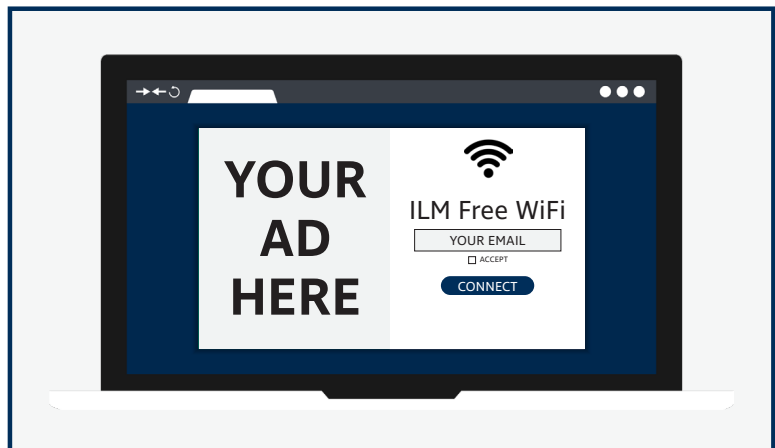 YOUR
AD
HERE
ILM Free WiFi
YOUR EMAIL
ACCEPT
CONNECT